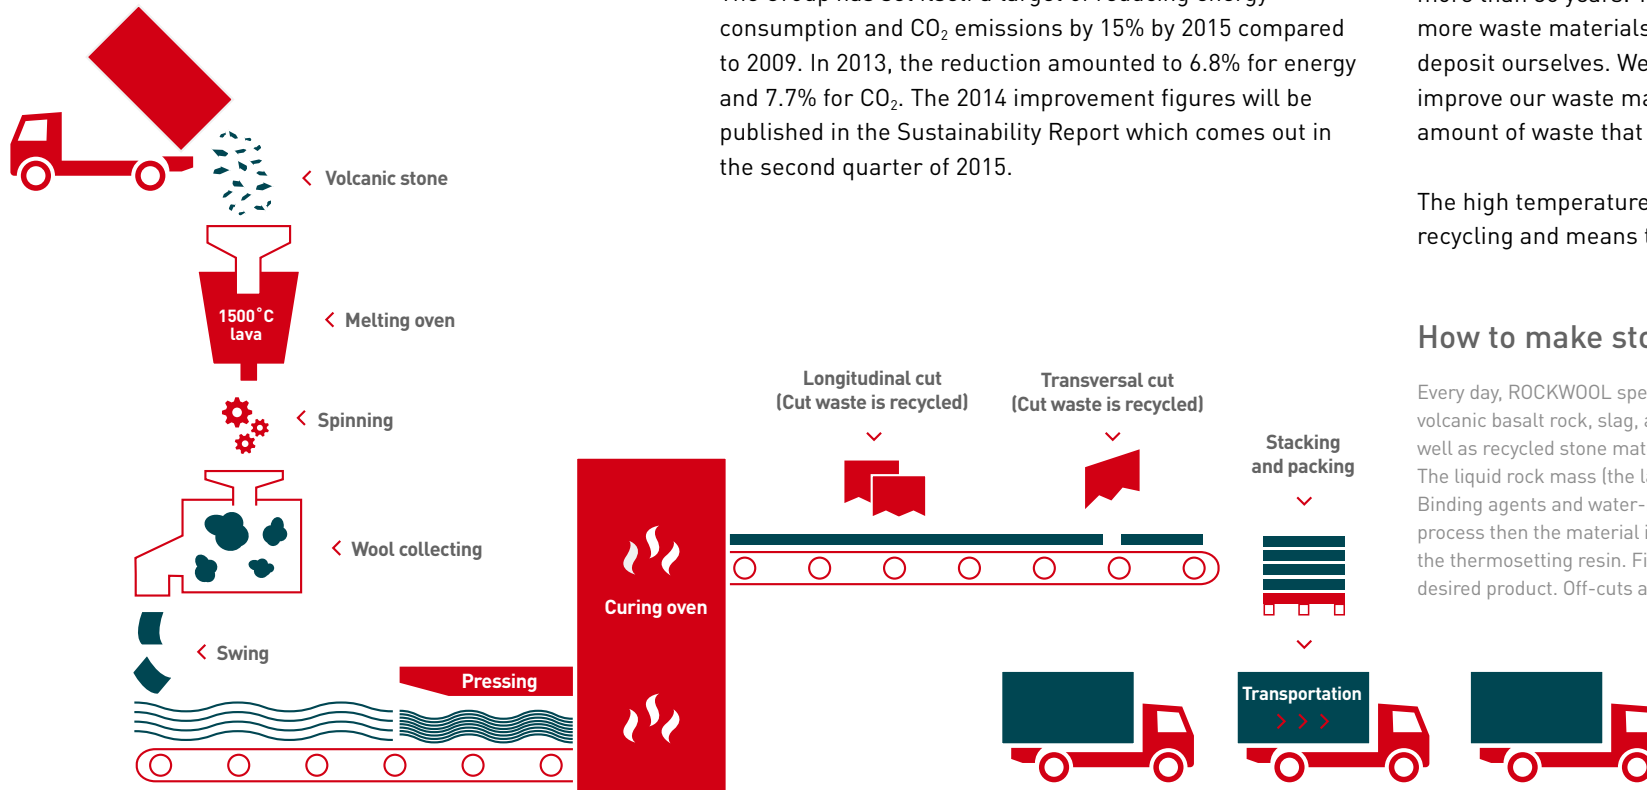 consumption and CO₂ emissions by 15% by 2015 compared
to 2009. In 2013, the reduction amounted to 6.8% for energy
and 7.7% for CO₂. The 2014 improvement figures will be
published in the Sustainability Report which comes out in
the second quarter of 2015.
more waste materials
deposit ourselves. We
improve our waste ma
amount of waste that
The high temperature
recycling and means t
How to make sto
Every day, ROCKWOOL spe
volcanic basalt rock, slag, a
well as recycled stone mat
The liquid rock mass (the la
Binding agents and water-
process then the material i
the thermosetting resin. Fi
desired product. Off-cuts a
Volcanic stone
1500˚C
lava
Melting oven
Spinning
Wool collecting
Swing
Pressing
Curing oven
Longitudinal cut
(Cut waste is recycled)
Transversal cut
(Cut waste is recycled)
Stacking
and packing
Transportation